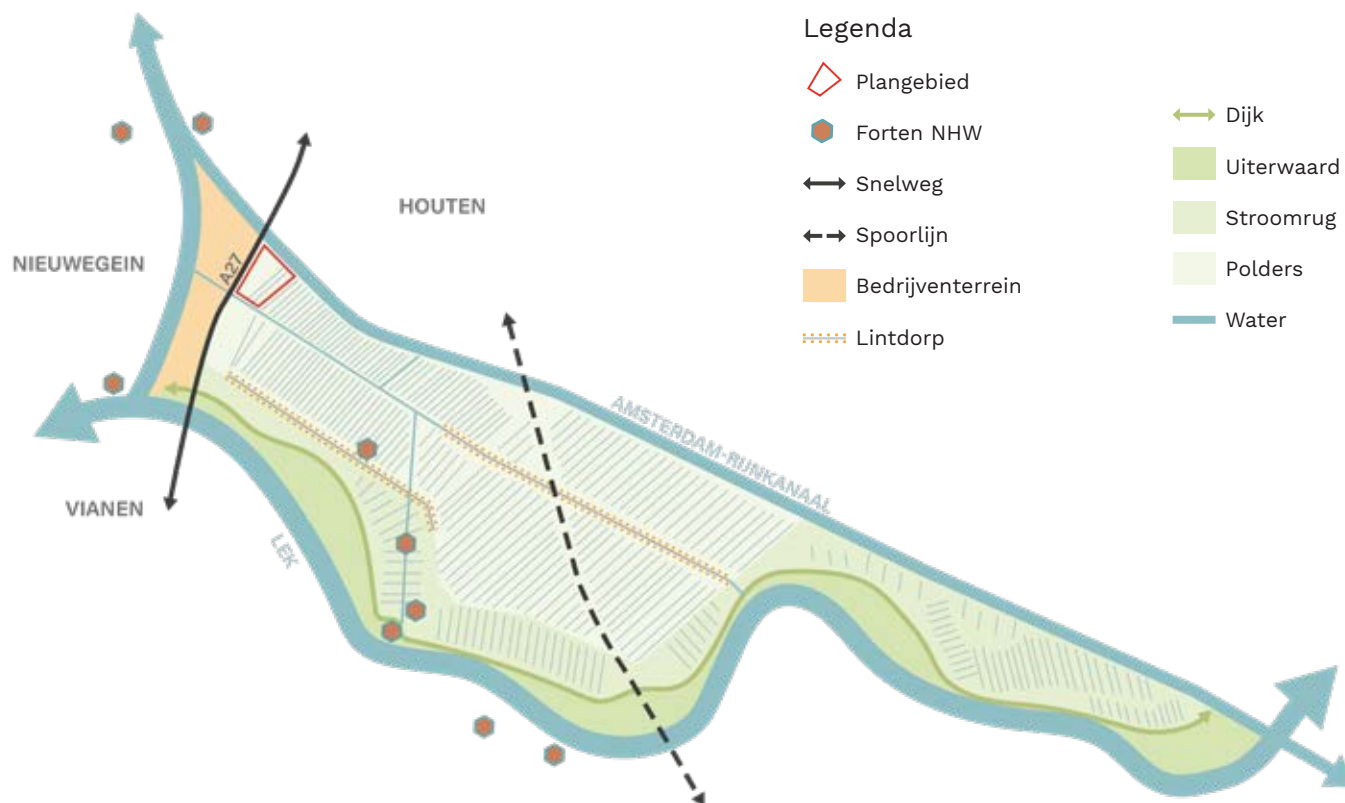 Legenda
Plangebied
Forten NHW
Snelweg
Spoorlijn
Bedrijventerrein
Lintdorp
Dijk
Uiterwaard
Stroomrug
Polders
Water
HOUTEN
NIEUWEGEIN
A27
AMSTERDAM-RIJNKANAAL
VIANEN
LEK